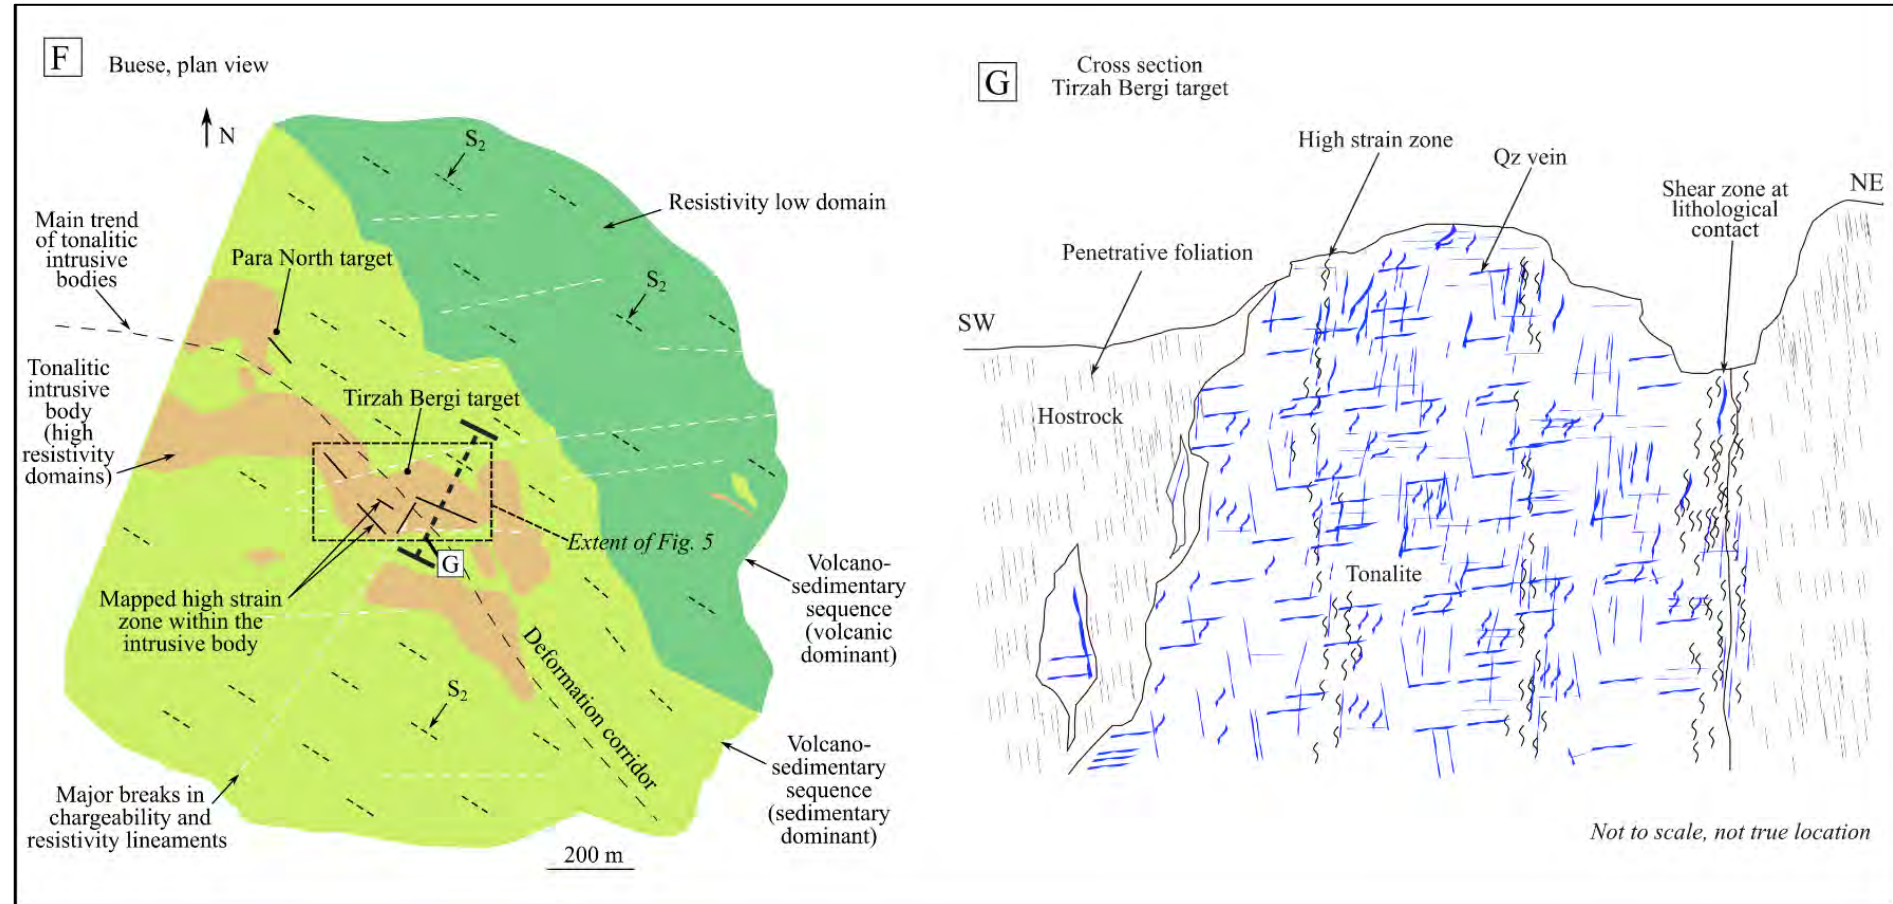 F
Buese, plan view
N
S2
Resistivity low domain
Main trend
of tonalitic
intrusive
bodies
Para North target
S2
Tonalitic
intrusive
body
(high
resistivity
domains)
Tirzah Bergi target
Extent of Fig. 5
G
Mapped high strain
zone within the
intrusive body
Volcano-
sedimentary
sequence
(volcanic
dominant)
Deformation corridor
S2
Volcano-
sedimentary
sequence
(sedimentary
dominant)
Major breaks in
chargeability and
resistivity lineaments
200 m
G
Cross section
Tirzah Bergi target
High strain zone
Qz vein
Shear zone at
lithological
contact
NE
Penetrative foliation
SW
Hostrock
Tonalite
Not to scale, not true location